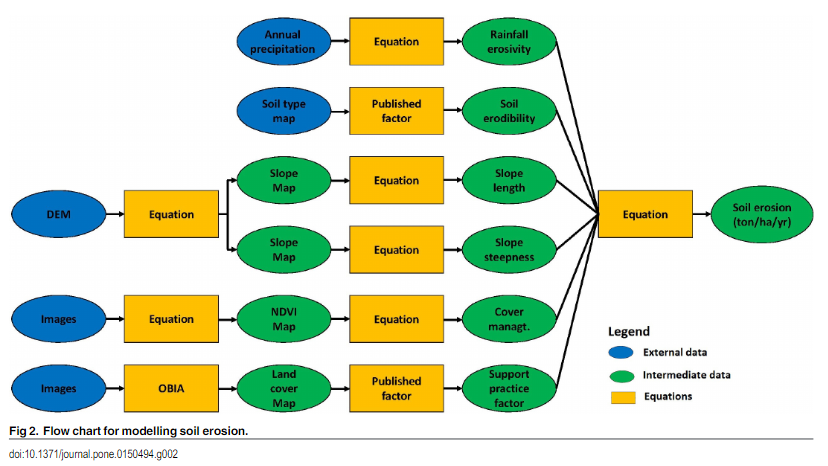 Annual
precipitation
Equation
Rainfall
erosivity
Soil type
map
Published
factor
Soil
erodibility
Slope
Map
Equation
Slope
length
DEM
Equation
Equation
Soil erosion
(ton/ha/yr)
Slope
Map
Equation
Slope
steepness
Images
Equation
NDVI
Map
Equation
Cover
managt.
Images
OBIA
Land
cover
Map
Published
factor
Support
practice
factor
Legend
External data
Intermediate data
Equations
Fig 2. Flow chart for modelling soil erosion.
doi:10.1371/journal.pone.0150494.g002